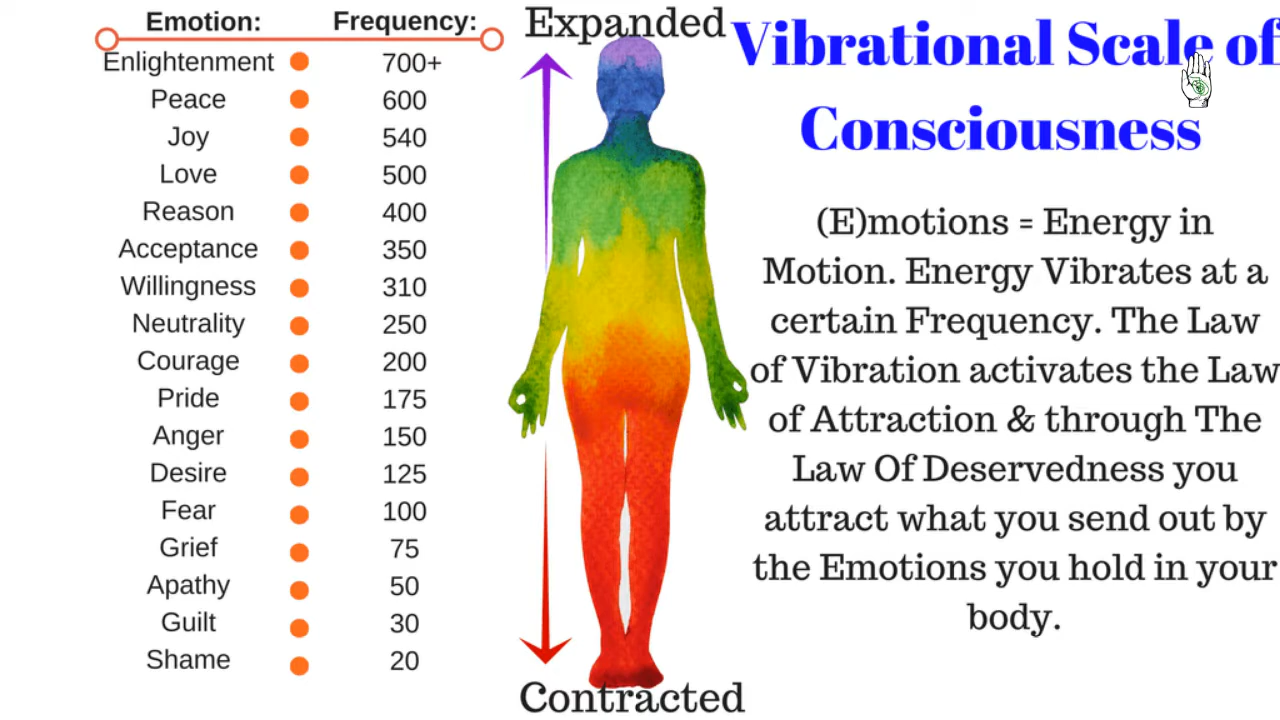 Emotion: Frequency:
Enlightenment 700+
Peace 600
Joy 540
Love 500
Reason 400
Acceptance 350
Willingness 310
Neutrality 250
Courage 200
Pride 175
Anger 150
Desire 125
Fear 100
Grief 75
Apathy 50
Guilt 30
Shame 20
Expanded
Contracted
Vibrational Scale of
Consciousness
(E)motions = Energy in
Motion. Energy Vibrates at a
certain Frequency. The Law
of Vibration activates the Law
of Attraction & through The
Law Of Deservedness you
attract what you send out by
the Emotions you hold in your
body.